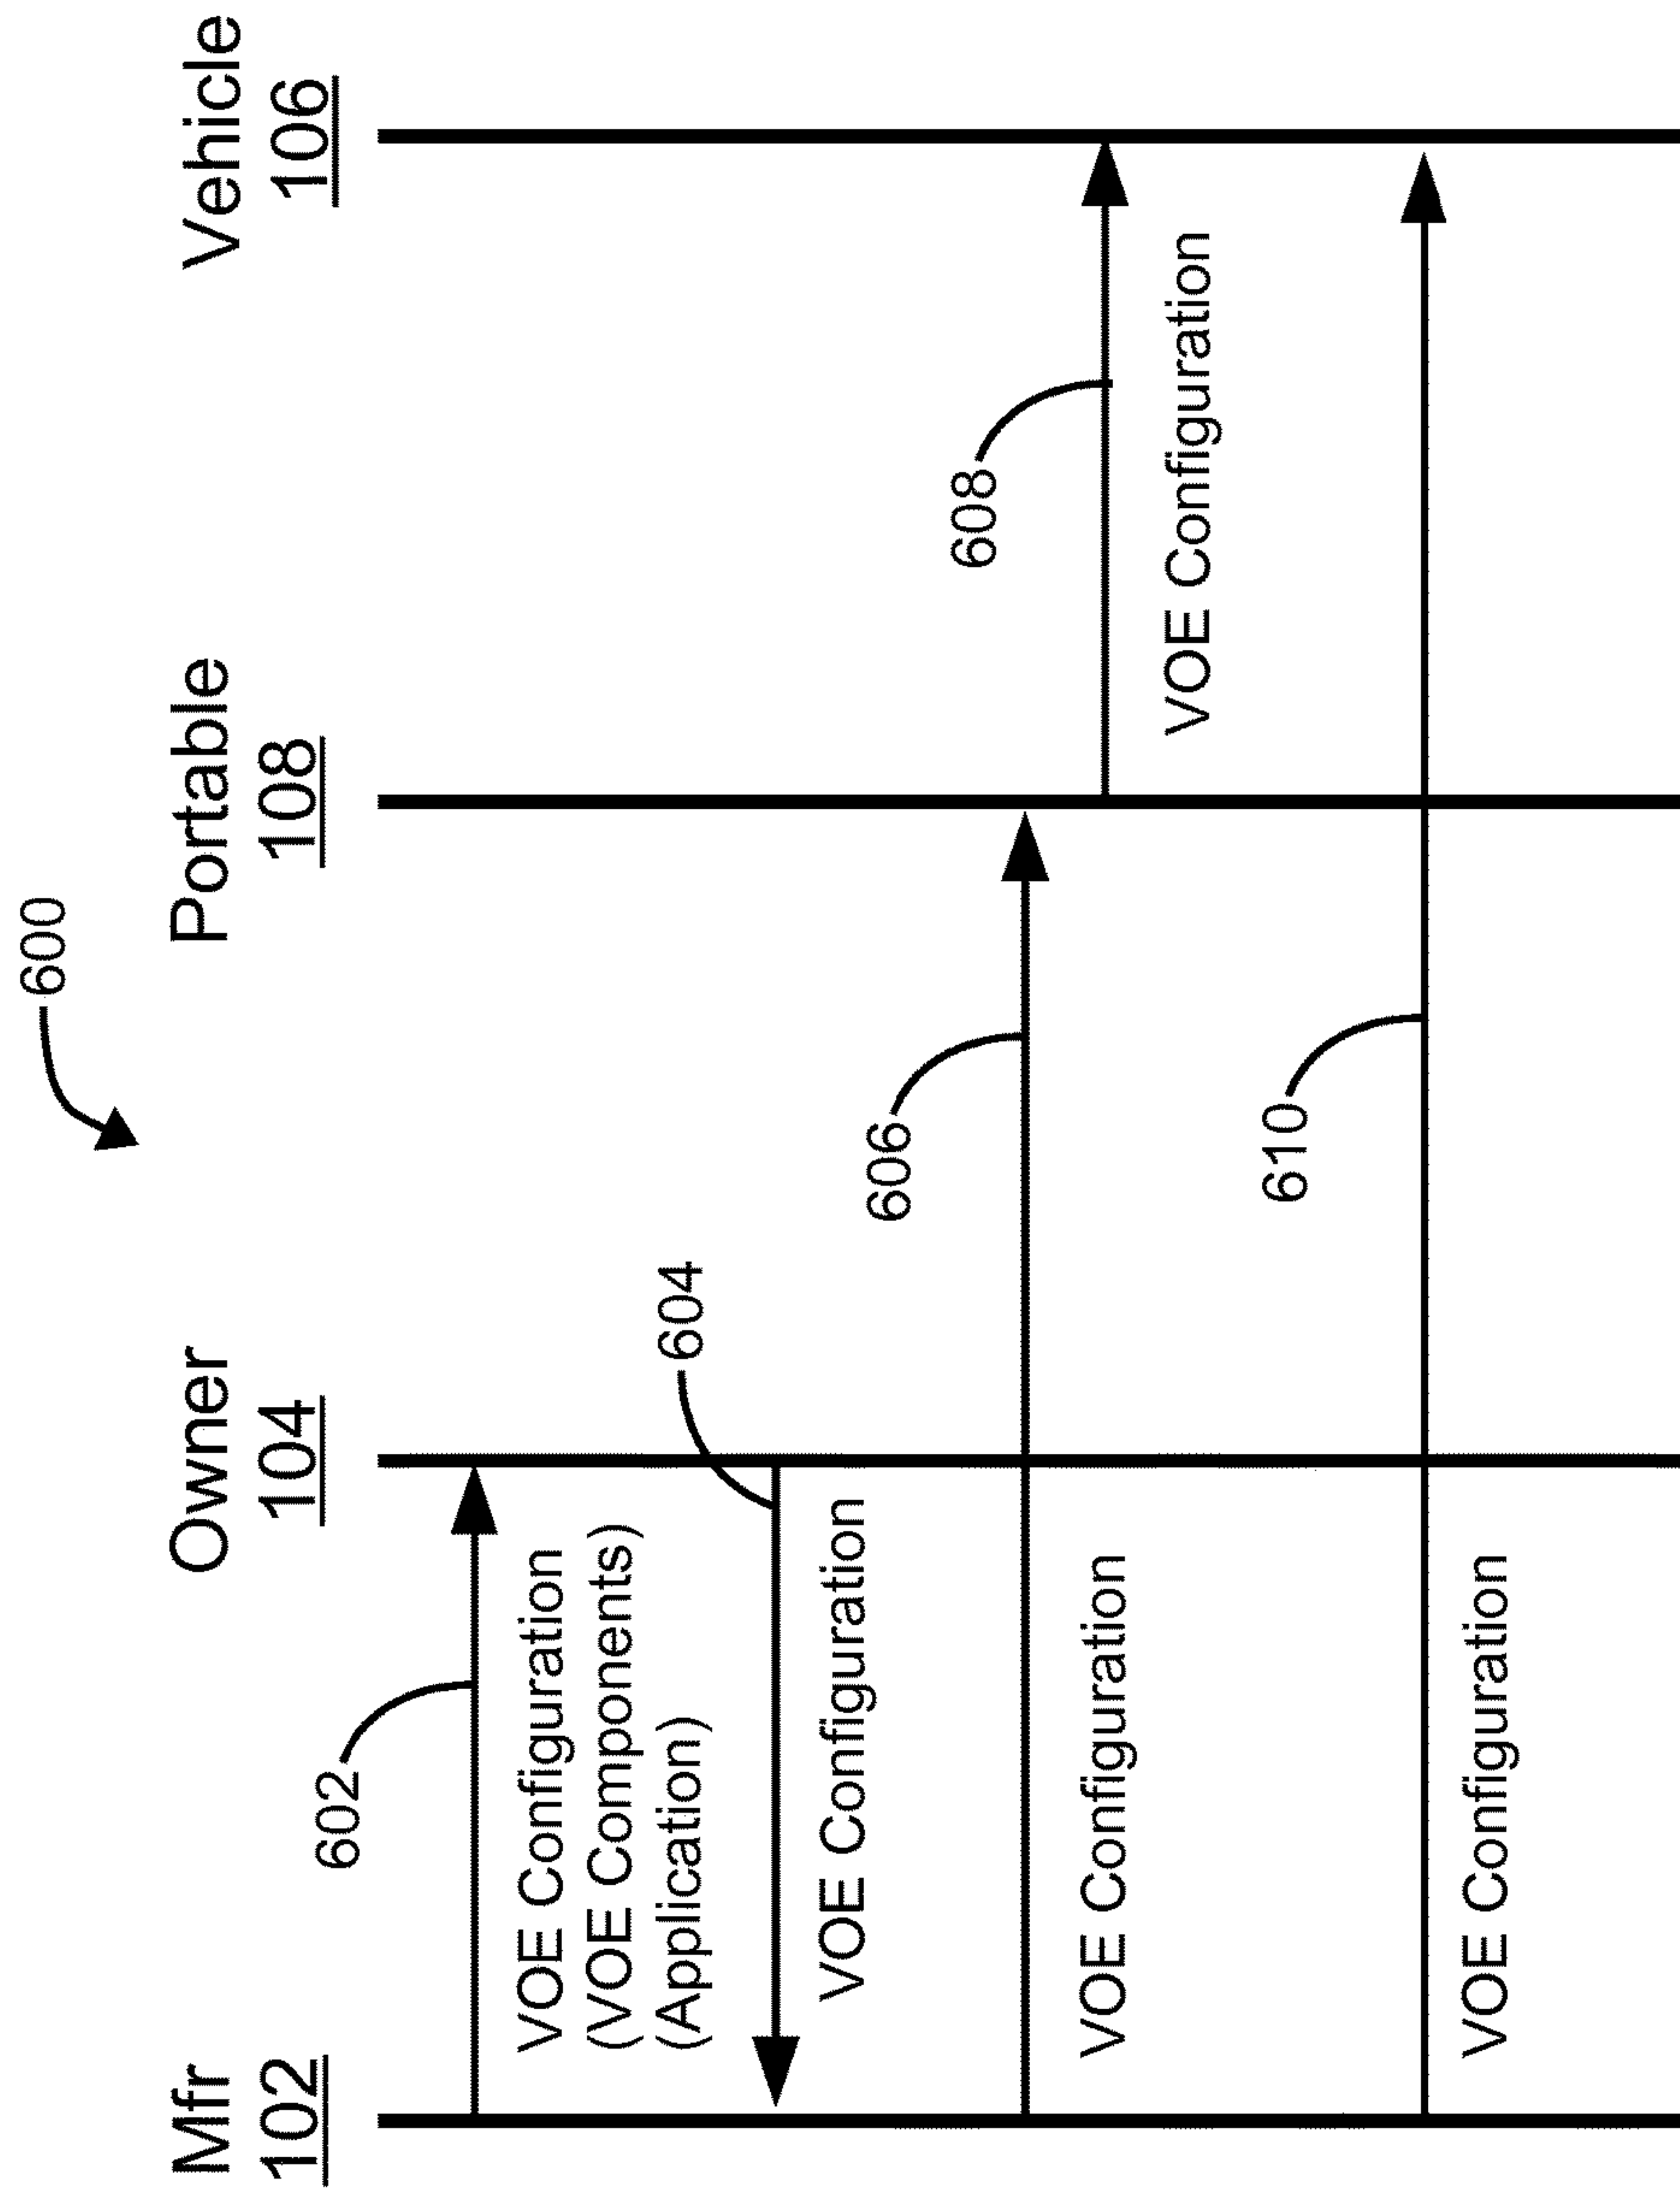 600
Mfr
102
Owner
104
Portable
108
Vehicle
106
602
VOE Configuration
(VOE Components)
(Application)
604
VOE Configuration
606
VOE Configuration
608
VOE Configuration
610
VOE Configuration